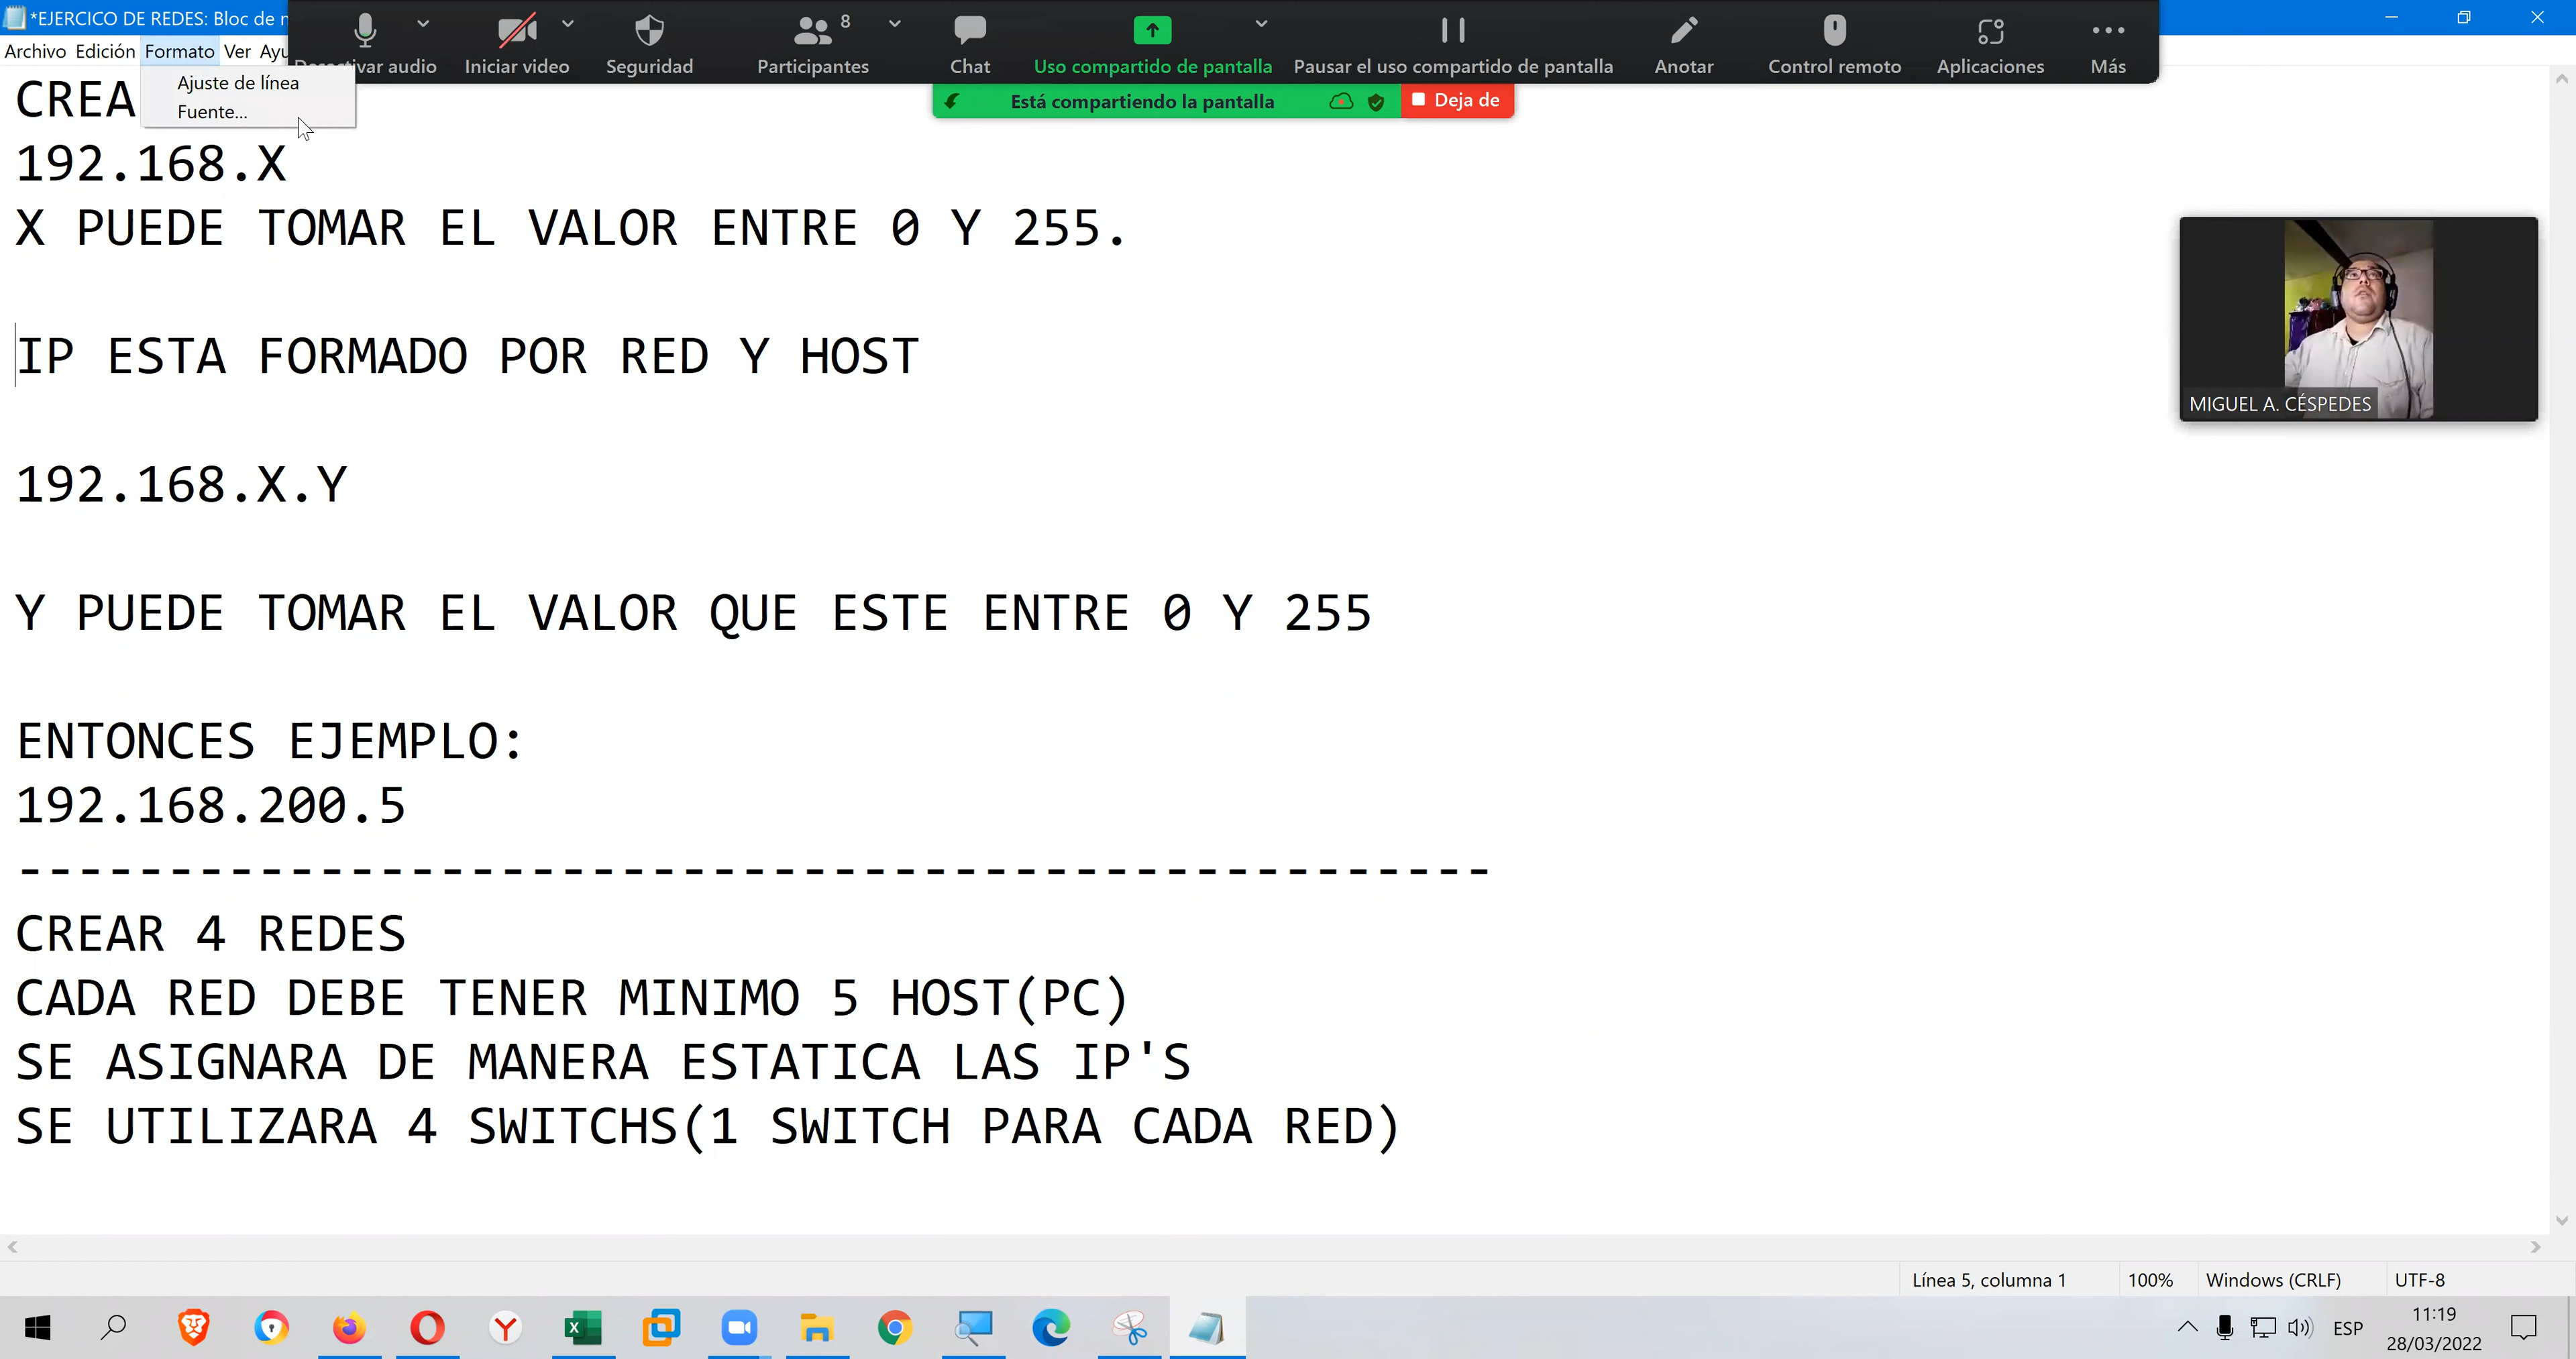 *EJERCICO DE REDES: Bloc de n
Archivo Edición Formato Ver Ayu
Ajuste de línea
Fuente...
var audio
Iniciar video
Seguridad
8
Participantes
Chat
Uso compartido de pantalla
Pausar el uso compartido de pantalla
Anotar
Control remoto
Aplicaciones
Más
Está compartiendo la pantalla
Deja de
CREA
192.168.X
X PUEDE TOMAR EL VALOR ENTRE 0 Y 255.
IP ESTA FORMADO POR RED Y HOST
192.168.X.Y
Y PUEDE TOMAR EL VALOR QUE ESTE ENTRE 0 Y 255
ENTONCES EJEMPLO:
192.168.200.5
-------------------------------------------------
CREAR 4 REDES
CADA RED DEBE TENER MINIMO 5 HOST(PC)
SE ASIGNARA DE MANERA ESTATICA LAS IP'S
SE UTILIZARA 4 SWITCHS(1 SWITCH PARA CADA RED)
MIGUEL A. CÉSPEDES
Línea 5, columna 1
100%
Windows (CRLF)
UTF-8
ESP
11:19
28/03/2022